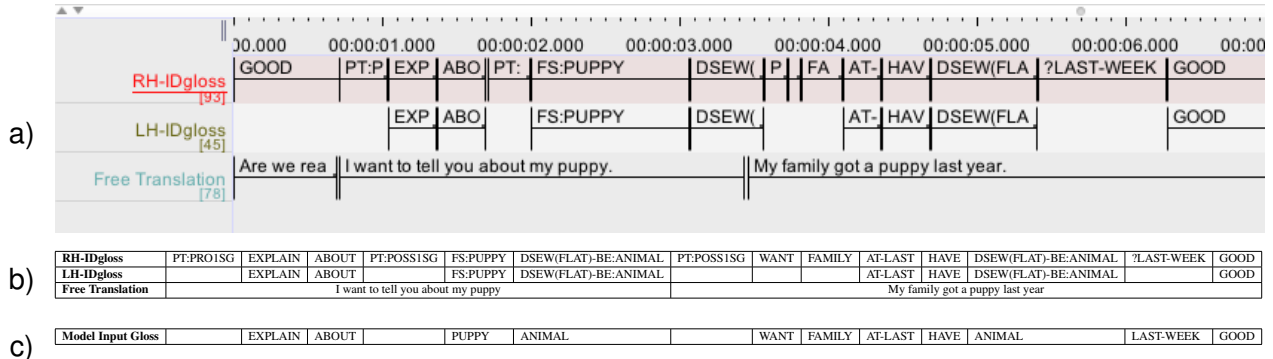 00.000 00:00:01.000 00:00:02.000 00:00:03.000 00:00:04.000 00:00:05.000 00:00:06.000 00:00
a)
RH-IDgloss [93] GOOD PT:P EXP ABO PT: FS:PUPPY DSEW( P FA AT- HAV DSEW(FLA ?LAST-WEEK GOOD
LH-IDgloss [45] EXP ABO FS:PUPPY DSEW( AT- HAV DSEW(FLA GOOD
Free Translation [78] Are we rea I want to tell you about my puppy. My family got a puppy last year.
b)
RH-IDgloss PT:PRO1SG EXPLAIN ABOUT PT:POSS1SG FS:PUPPY DSEW(FLAT)-BE:ANIMAL PT:POSS1SG WANT FAMILY AT-LAST HAVE DSEW(FLAT)-BE:ANIMAL ?LAST-WEEK GOOD
LH-IDgloss EXPLAIN ABOUT FS:PUPPY DSEW(FLAT)-BE:ANIMAL AT-LAST HAVE DSEW(FLAT)-BE:ANIMAL GOOD
Free Translation I want to tell you about my puppy My family got a puppy last year
c)
Model Input Gloss EXPLAIN ABOUT PUPPY ANIMAL WANT FAMILY AT-LAST HAVE ANIMAL LAST-WEEK GOOD